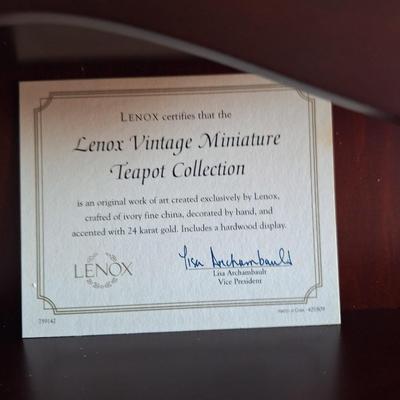 LENOX certifies that the
Lenox Vintage Miniature
Teapot Collection
is an original work of art created exclusively by Lenox,
crafted of ivory fine china, decorated by hand, and
accented with 24 karat gold. Includes a hardwood display.
Lisa Archambault
LENOX
Lisa Archambault
Vice President
759142